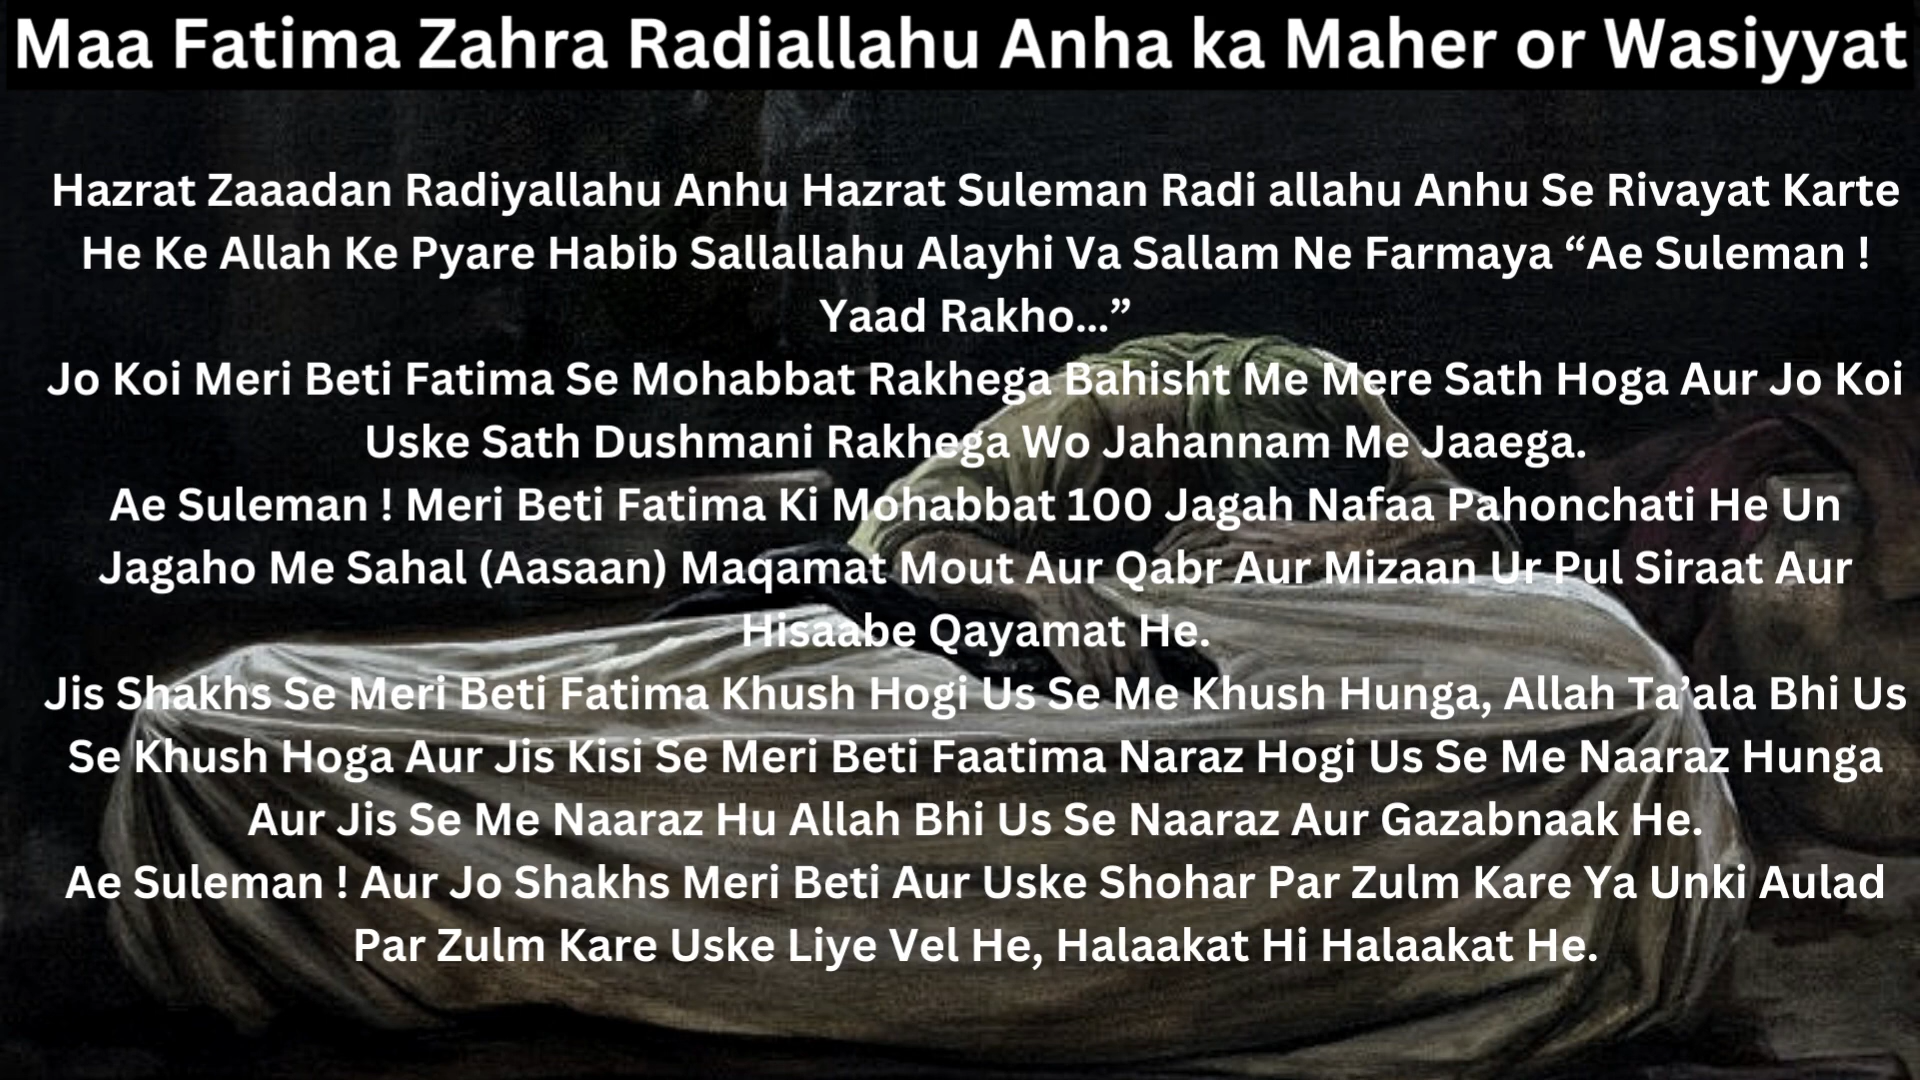 Maa Fatima Zahra Radiallahu Anha ka Maher or Wasiyyat
Hazrat Zaaadan Radiyallahu Anhu Hazrat Suleman Radi allahu Anhu Se Rivayat Karte
He Ke Allah Ke Pyare Habib Sallallahu Alayhi Va Sallam Ne Farmaya “Ae Suleman !
Yaad Rakho...”
Jo Koi Meri Beti Fatima Se Mohabbat Rakhega Bahisht Me Mere Sath Hoga Aur Jo Koi
Uske Sath Dushmani Rakhega Wo Jahannam Me Jaaega.
Ae Suleman ! Meri Beti Fatima Ki Mohabbat 100 Jagah Nafaa Pahonchati He Un
Jagaho Me Sahal (Aasaan) Maqamat Mout Aur Qabr Aur Mizaan Ur Pul Siraat Aur
Hisaabe Qayamat He.
Jis Shakhs Se Meri Beti Fatima Khush Hogi Us Se Me Khush Hunga, Allah Ta’ala Bhi Us
Se Khush Hoga Aur Jis Kisi Se Meri Beti Faatima Naraz Hogi Us Se Me Naaraz Hunga
Aur Jis Se Me Naaraz Hu Allah Bhi Us Se Naaraz Aur Gazabnaak He.
Ae Suleman ! Aur Jo Shakhs Meri Beti Aur Uske Shohar Par Zulm Kare Ya Unki Aulad
Par Zulm Kare Uske Liye Vel He, Halaakat Hi Halaakat He.